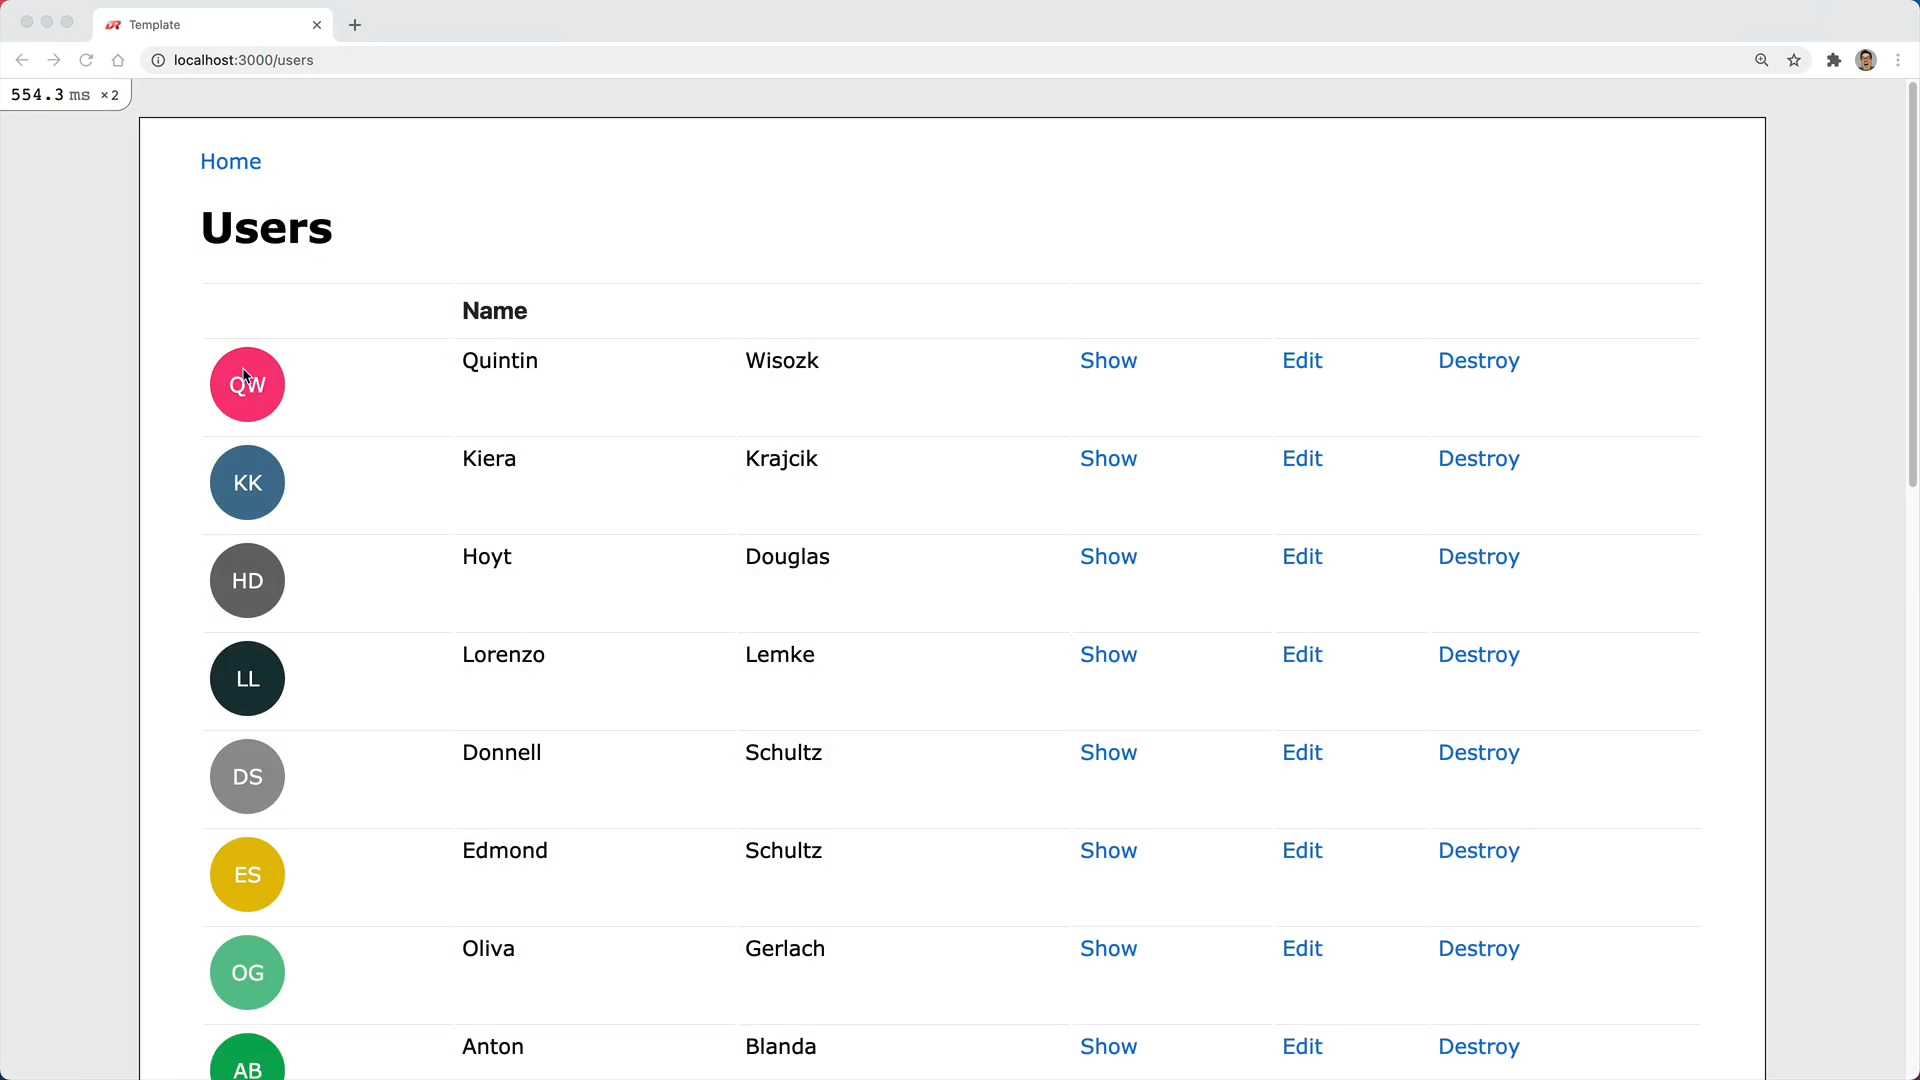 Template
localhost:3000/users
554.3 ms ×2
Home
Users
Name
QW Quintin Wisozk Show Edit Destroy
KK Kiera Krajcik Show Edit Destroy
HD Hoyt Douglas Show Edit Destroy
LL Lorenzo Lemke Show Edit Destroy
DS Donnell Schultz Show Edit Destroy
ES Edmond Schultz Show Edit Destroy
OG Oliva Gerlach Show Edit Destroy
AB Anton Blanda Show Edit Destroy